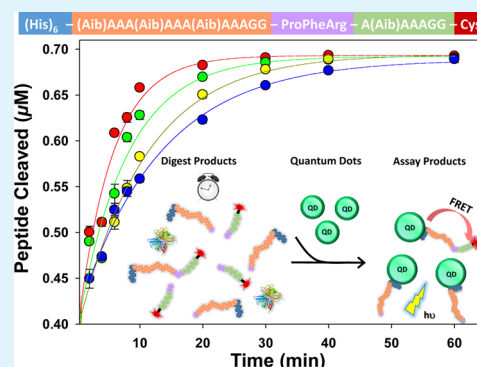 (His)6 – (Aib)AAA(Aib)AAA(Aib)AAAGG – ProPheArg – A(Aib)AAAGG – Cys
Peptide Cleaved (µM)
0.70
0.65
0.60
0.55
0.50
0.45
0.40
Digest Products
Quantum Dots
Assay Products
QD
QD
QD
QD
FRET
QD
QD
hυ
10
20
30
40
50
60
Time (min)